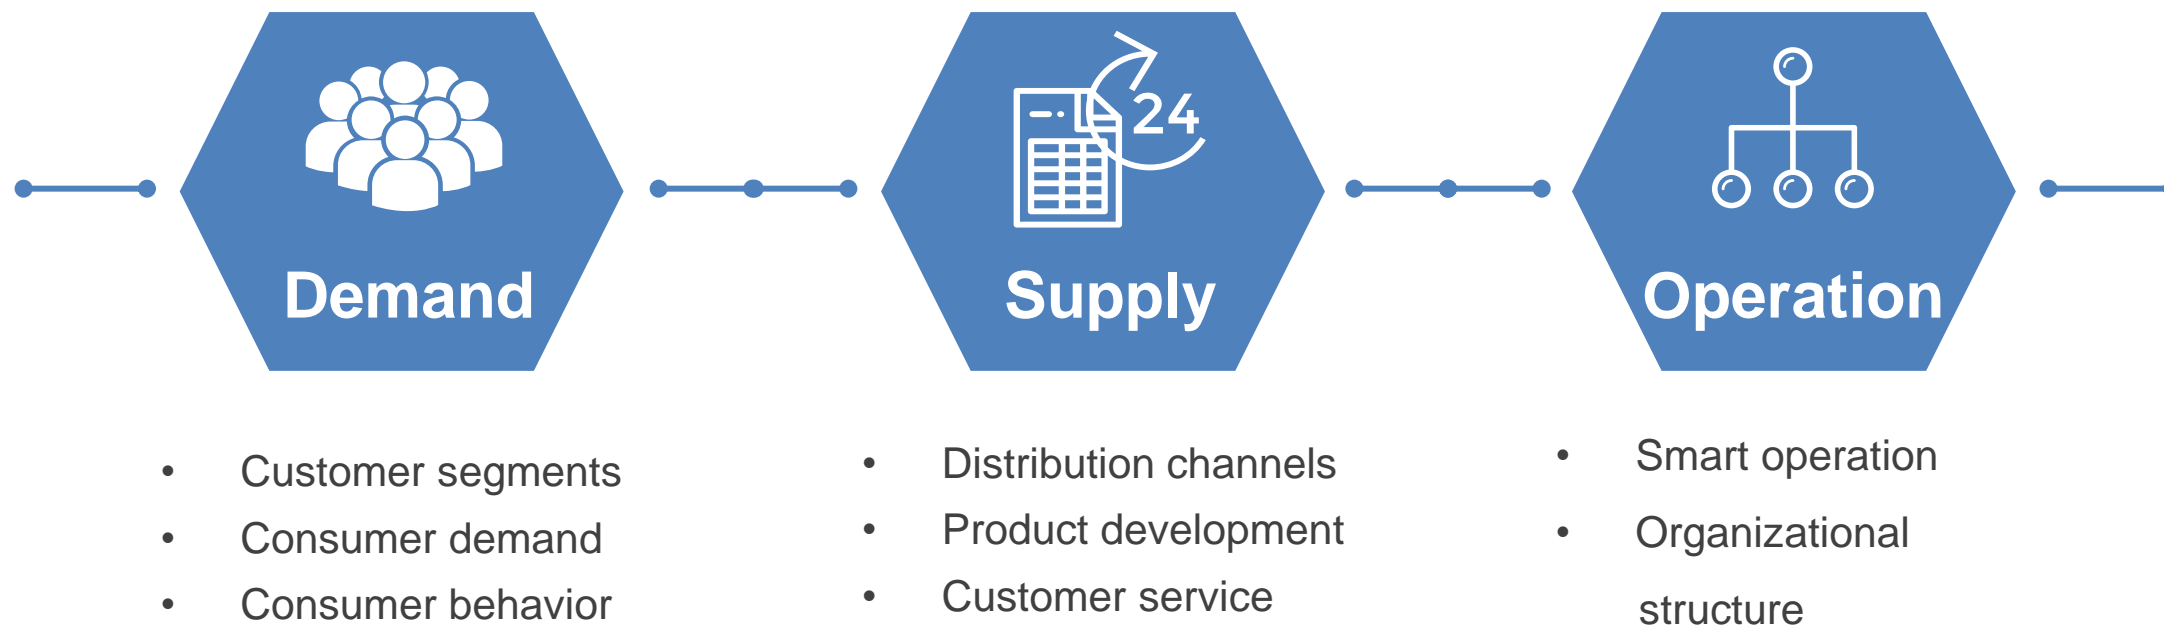 24
Demand
Supply
Operation
• Customer segments
• Consumer demand
• Consumer behavior
• Distribution channels
• Product development
• Customer service
• Smart operation
• Organizational
structure